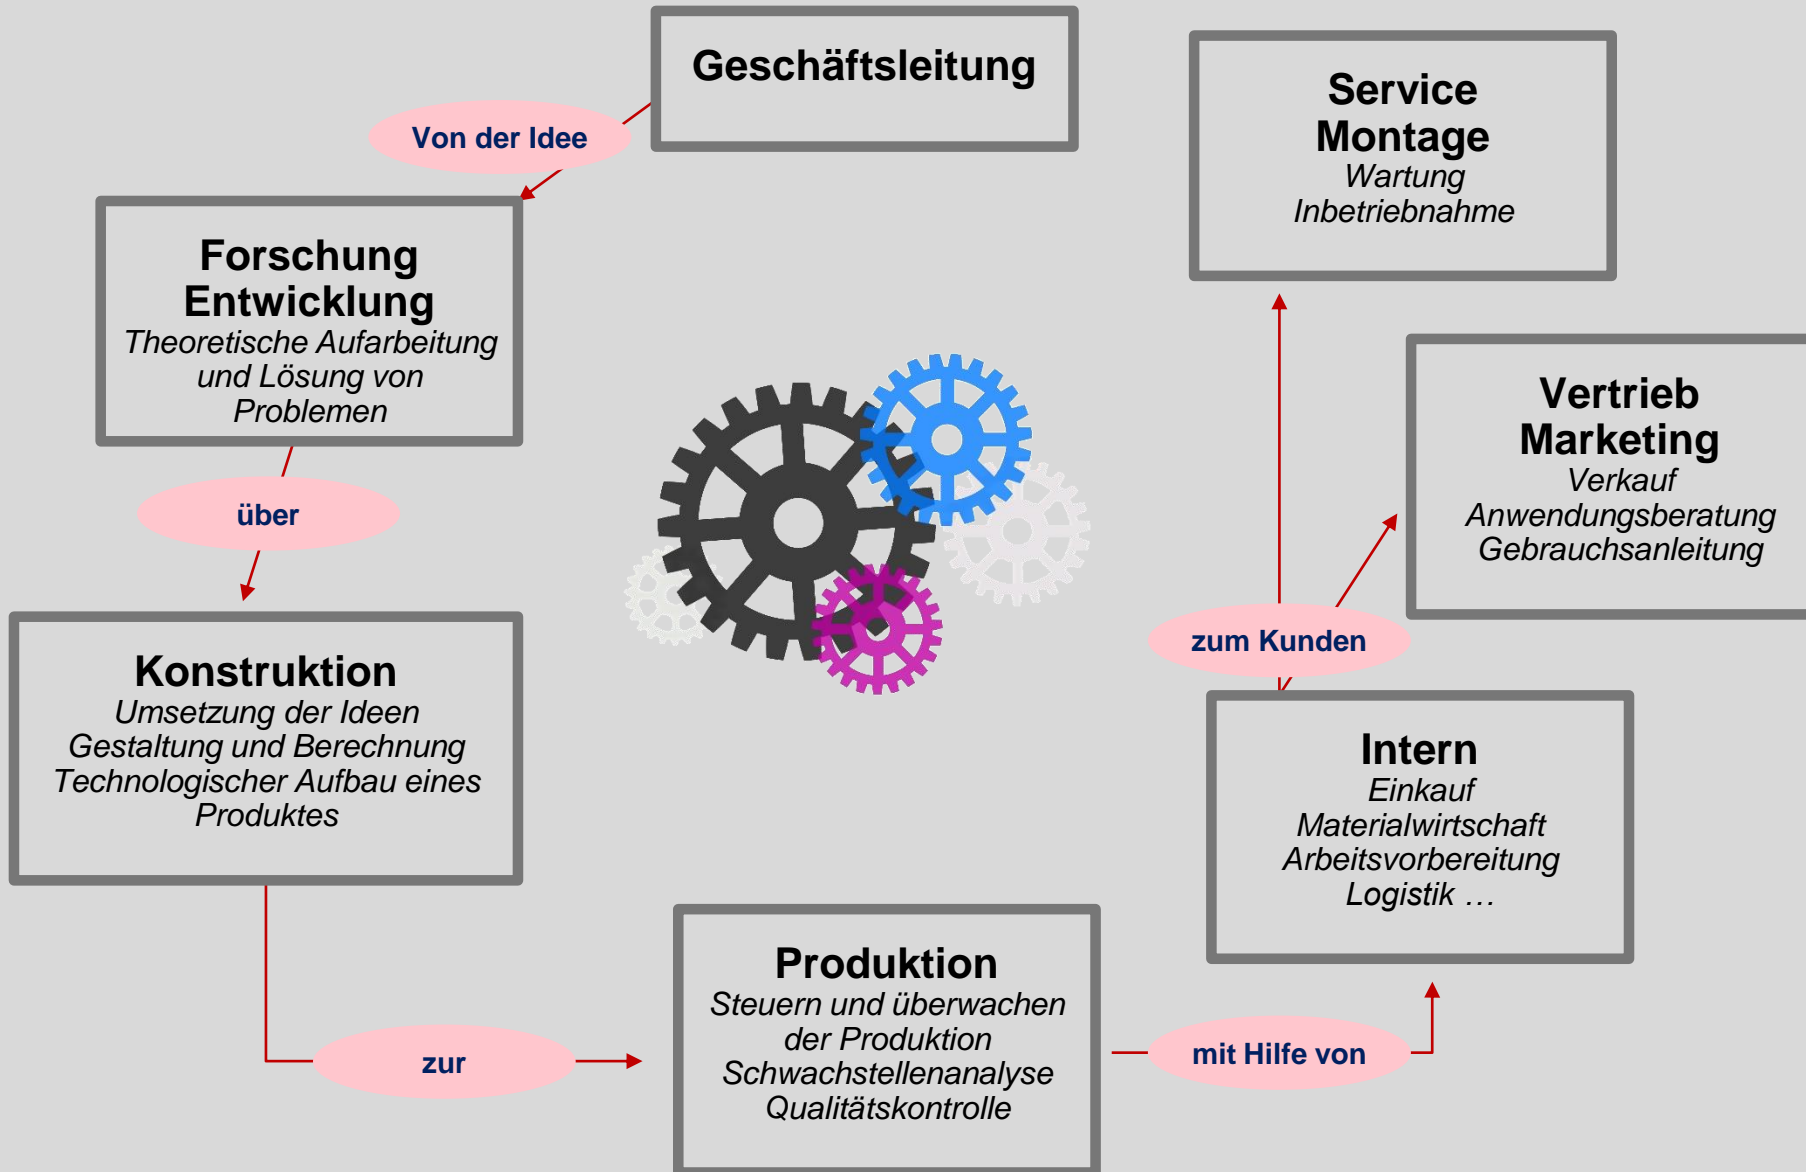 Geschäftsleitung
Von der Idee
Forschung
Entwicklung
Theoretische Aufarbeitung
und Lösung von
Problemen
über
Konstruktion
Umsetzung der Ideen
Gestaltung und Berechnung
Technologischer Aufbau eines
Produktes
zur
Produktion
Steuern und überwachen
der Produktion
Schwachstellenanalyse
Qualitätskontrolle
mit Hilfe von
Intern
Einkauf
Materialwirtschaft
Arbeitsvorbereitung
Logistik …
zum Kunden
Vertrieb
Marketing
Verkauf
Anwendungsberatung
Gebrauchsanleitung
Service
Montage
Wartung
Inbetriebnahme